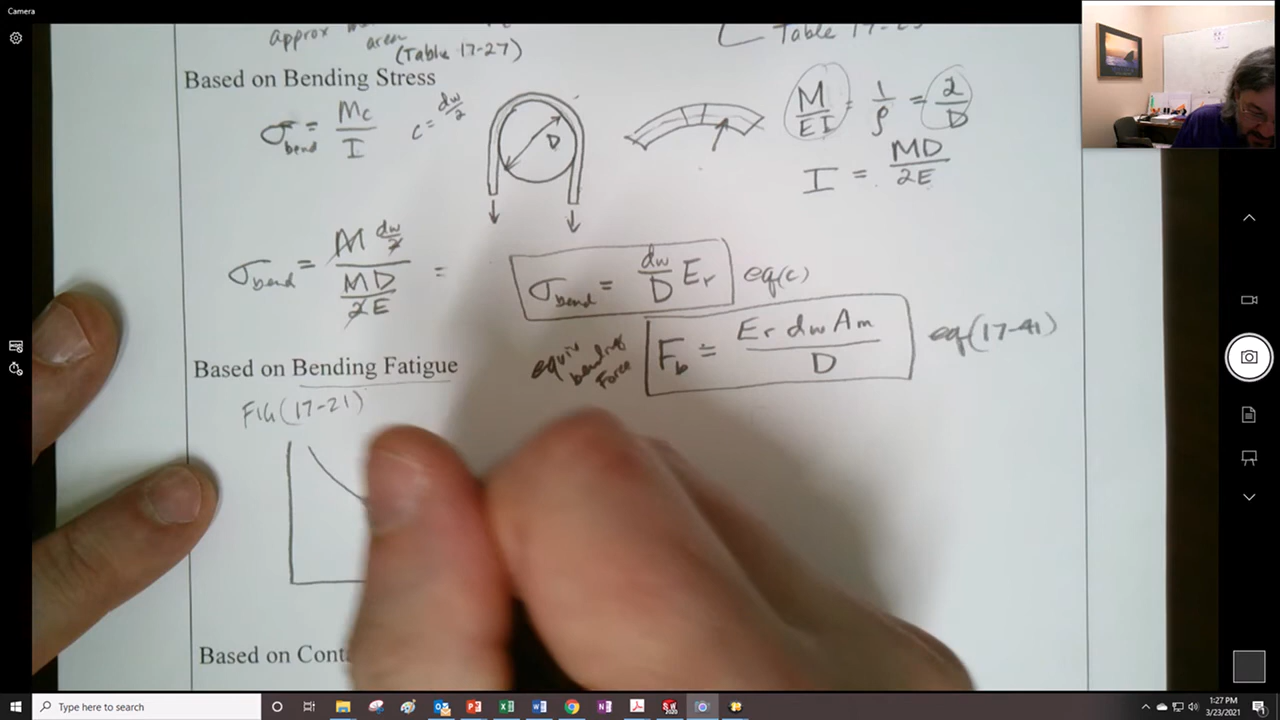 Camera
approx
area
(Table 17-27)
Table 17-2
Based on Bending Stress
σbend = Mc / I
c = dw/2
D
M/EI = 1/ρ = 2/D
I = MD/2E
σbend = M dw/2 / MD/2E =
σbend = dw/D Er
eq(c)
equiv bending Force
Fb ≐ Er dw Am / D
eq(17-41)
Based on Bending Fatigue
FIG(17-21)
Based on Cont
Type here to search
1:27 PM
3/23/2021